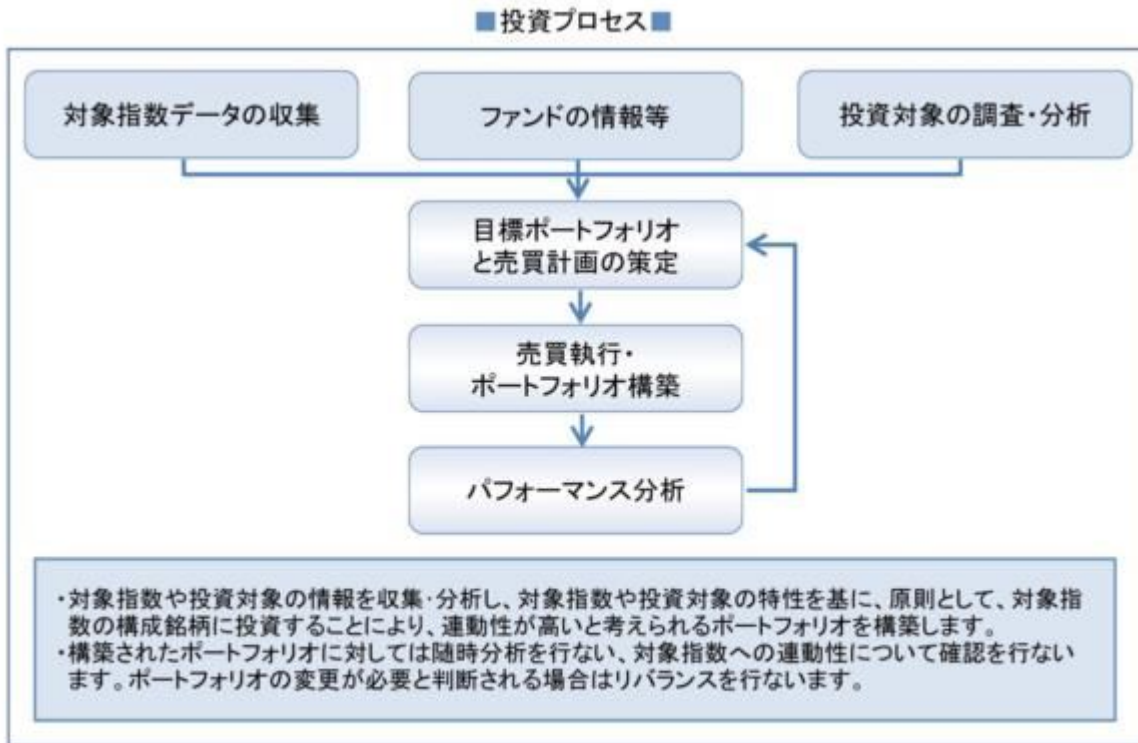 ■投資プロセス■
対象指数データの収集
ファンドの情報等
投資対象の調査・分析
目標ポートフォリオ
と売買計画の策定
売買執行・
ポートフォリオ構築
パフォーマンス分析
・対象指数や投資対象の情報を収集・分析し、対象指数や投資対象の特性を基に、原則として、対象指
数の構成銘柄に投資することにより、連動性が高いと考えられるポートフォリオを構築します。
・構築されたポートフォリオに対しては随時分析を行ない、対象指数への連動性について確認を行ない
ます。ポートフォリオの変更が必要と判断される場合はリバランスを行ないます。